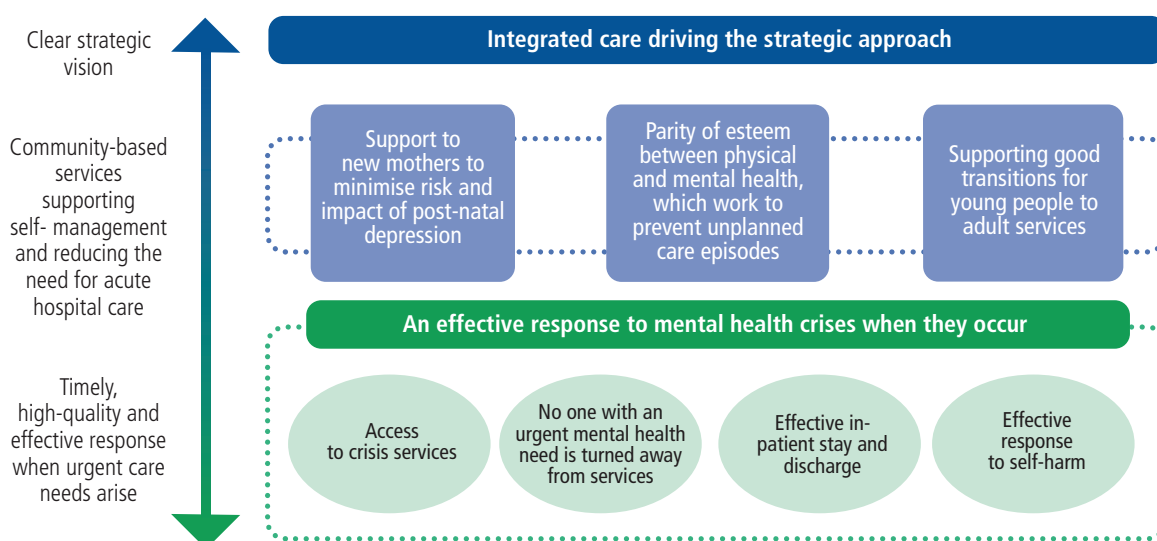 Clear strategic
vision
Integrated care driving the strategic approach
Community-based
services
supporting
self- management
and reducing the
need for acute
hospital care
Support to
new mothers to
minimise risk and
impact of post-natal
depression
Parity of esteem
between physical
and mental health,
which work to
prevent unplanned
care episodes
Supporting good
transitions for
young people to
adult services
An effective response to mental health crises when they occur
Timely,
high-quality and
effective response
when urgent care
needs arise
Access
to crisis services
No one with an
urgent mental health
need is turned away
from services
Effective in-
patient stay and
discharge
Effective
response
to self-harm